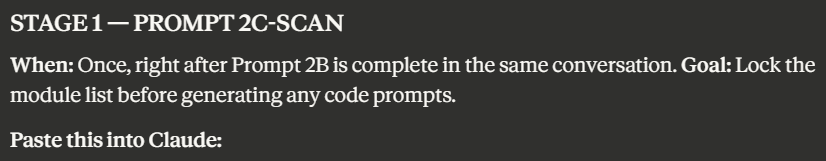 STAGE 1 — PROMPT 2C-SCAN
When: Once, right after Prompt 2B is complete in the same conversation. Goal: Lock the
module list before generating any code prompts.
Paste this into Claude: